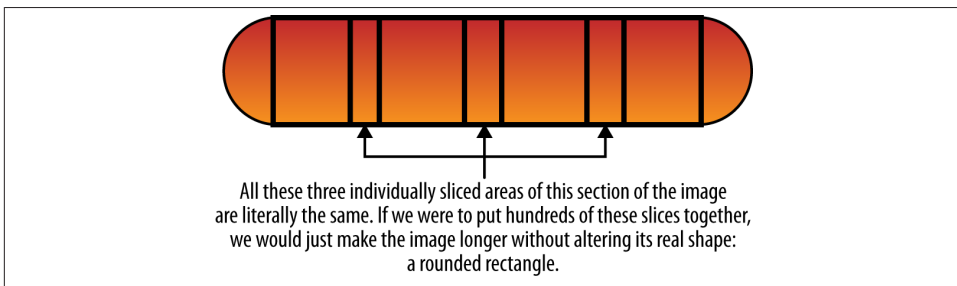 All these three individually sliced areas of this section of the image
are literally the same. If we were to put hundreds of these slices together,
we would just make the image longer without altering its real shape:
a rounded rectangle.